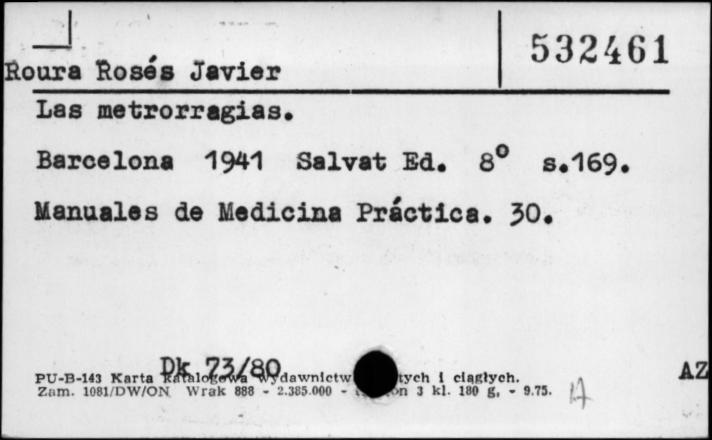 532461
Roura Rosés Javier
Las metrorragias.
Barcelona 1941 Salvat Ed. 8° s.169.
Manuales de Medicina Práctica. 30.
Dk 73/80
AZ
PU-B-143 Karta katalogowa wydawnictw tych i ciągłych.
Zam. 1081/DW/ON Wrak 888 - 2.385.000 - on 3 kl. 180 g. - 9.75.